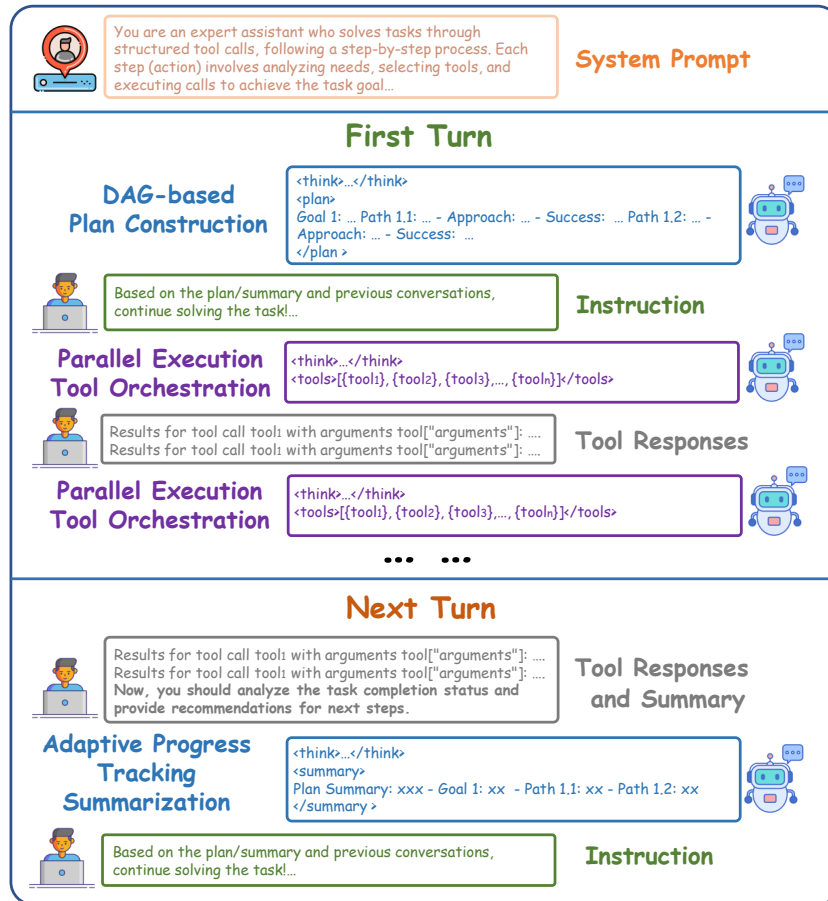 You are an expert assistant who solves tasks through
structured tool calls, following a step-by-step process. Each
step (action) involves analyzing needs, selecting tools, and
executing calls to achieve the task goal...
System Prompt
First Turn
DAG-based
Plan Construction
<think>...</think>
<plan>
Goal 1: ... Path 1.1: ... - Approach: ... - Success: ... Path 1.2: ... -
Approach: ... - Success: ...
</plan >
Based on the plan/summary and previous conversations,
continue solving the task!...
Instruction
Parallel Execution
Tool Orchestration
<think>...</think>
<tools>[{tool1}, {tool2}, {tool3},..., {tooln}]</tools>
Results for tool call tool1 with arguments tool["arguments"]: ....
Results for tool call tool1 with arguments tool["arguments"]: ....
Tool Responses
Parallel Execution
Tool Orchestration
<think>...</think>
<tools>[{tool1}, {tool2}, {tool3},..., {tooln}]</tools>
... ...
Next Turn
Results for tool call tool1 with arguments tool["arguments"]: ....
Results for tool call tool1 with arguments tool["arguments"]: ....
Now, you should analyze the task completion status and
provide recommendations for next steps.
Tool Responses
and Summary
Adaptive Progress
Tracking
Summarization
<think>...</think>
<summary>
Plan Summary: xxx - Goal 1: xx - Path 1.1: xx - Path 1.2: xx
</summary >
Based on the plan/summary and previous conversations,
continue solving the task!...
Instruction